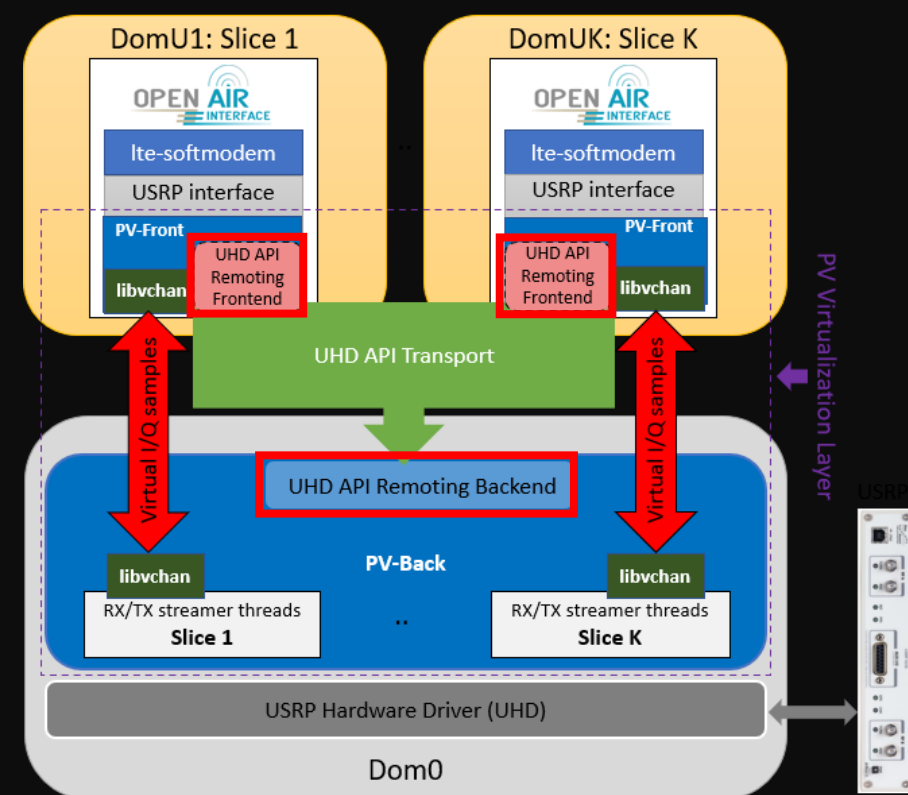 DomU1: Slice 1
DomUK: Slice K
OPEN AIR
INTERFACE
OPEN AIR
INTERFACE
lte-softmodem
lte-softmodem
..
USRP interface
USRP interface
PV-Front
PV-Front
UHD API
Remoting
Frontend
UHD API
Remoting
Frontend
libvchan
libvchan
PV Virtualization Layer
UHD API Transport
Virtual I/Q samples
Virtual I/Q samples
UHD API Remoting Backend
USRP
PV-Back
libvchan
libvchan
RX/TX streamer threads
Slice 1
..
RX/TX streamer threads
Slice K
USRP Hardware Driver (UHD)
Dom0